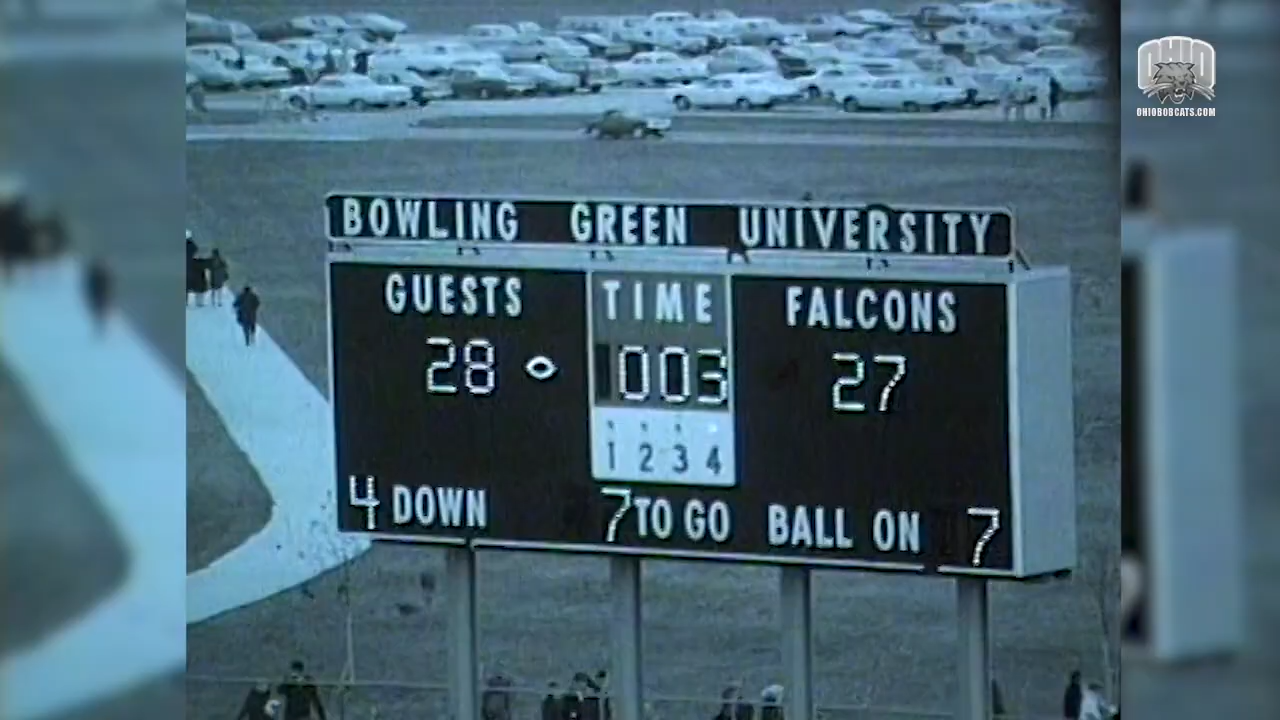 OHIO
OHIOBOBCATS.COM
BOWLING GREEN UNIVERSITY
GUESTS TIME FALCONS
28 003 27
1 2 3 4
4 DOWN 7 TO GO BALL ON 7